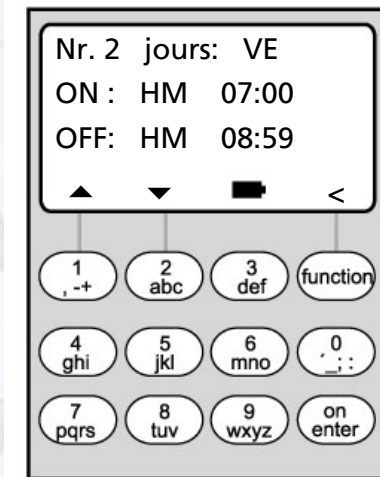 Nr. 2 jours: VE
ON : HM 07:00
OFF: HM 08:59
<
1 2 3 function
, -+ abc def
4 5 6 0
ghi jkl mno ´_; :
7 8 9 on
pqrs tuv wxyz enter